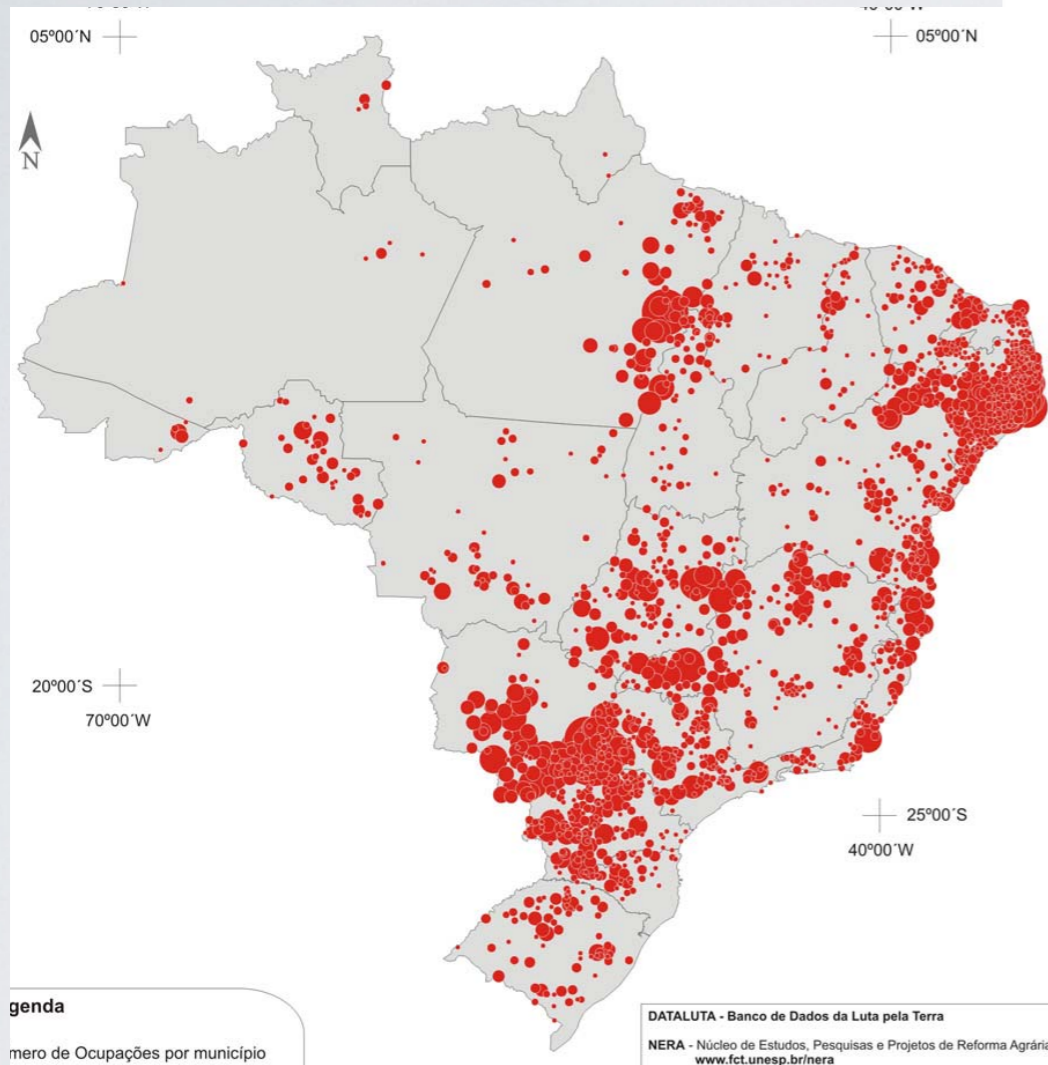 05º00´N
05º00´N
N
20º00´S
70º00´W
25º00´S
40º00´W
genda
mero de Ocupações por município
DATALUTA - Banco de Dados da Luta pela Terra
NERA - Núcleo de Estudos, Pesquisas e Projetos de Reforma Agrária
www.fct.unesp.br/nera